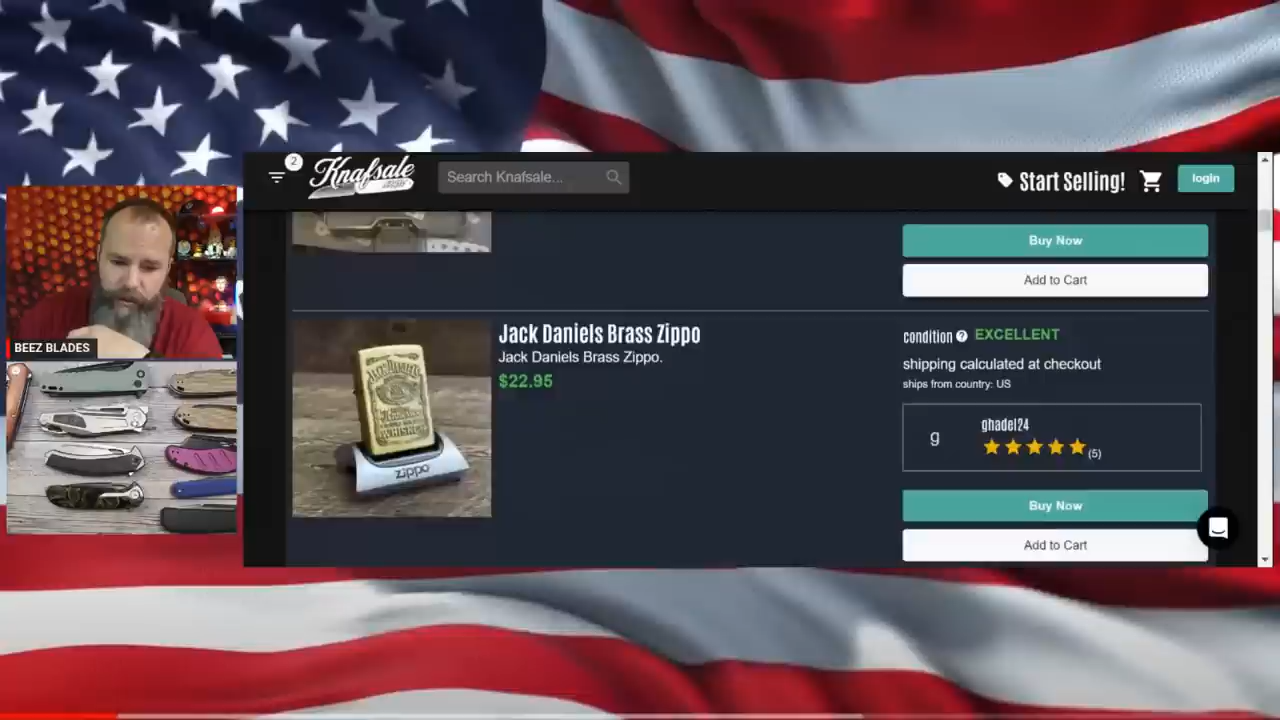 2
Knafsale
.com
Search Knafsale...
Start Selling!
login
Buy Now
Add to Cart
BEEZ BLADES
Jack Daniels Brass Zippo
Jack Daniels Brass Zippo.
$22.95
condition ? EXCELLENT
shipping calculated at checkout
ships from country: US
g
ghadel24
(5)
WHISKEY
zippo
Buy Now
Add to Cart